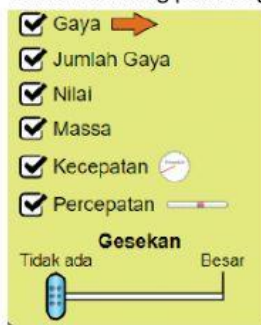 Gaya
Jumlah Gaya
Nilai
Massa
Kecepatan
Percepatan
Gesekan
Tidak ada Besar